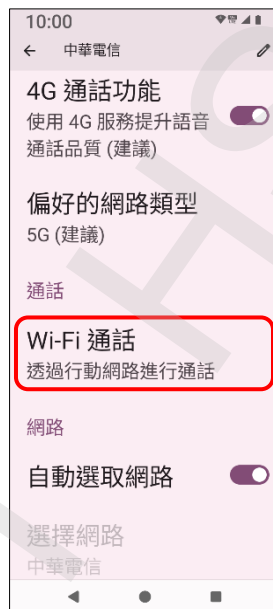 10:00
中華電信
4G 通話功能
使用 4G 服務提升語音
通話品質 (建議)
偏好的網路類型
5G (建議)
通話
Wi-Fi 通話
透過行動網路進行通話
網路
自動選取網路
選擇網路
中華電信